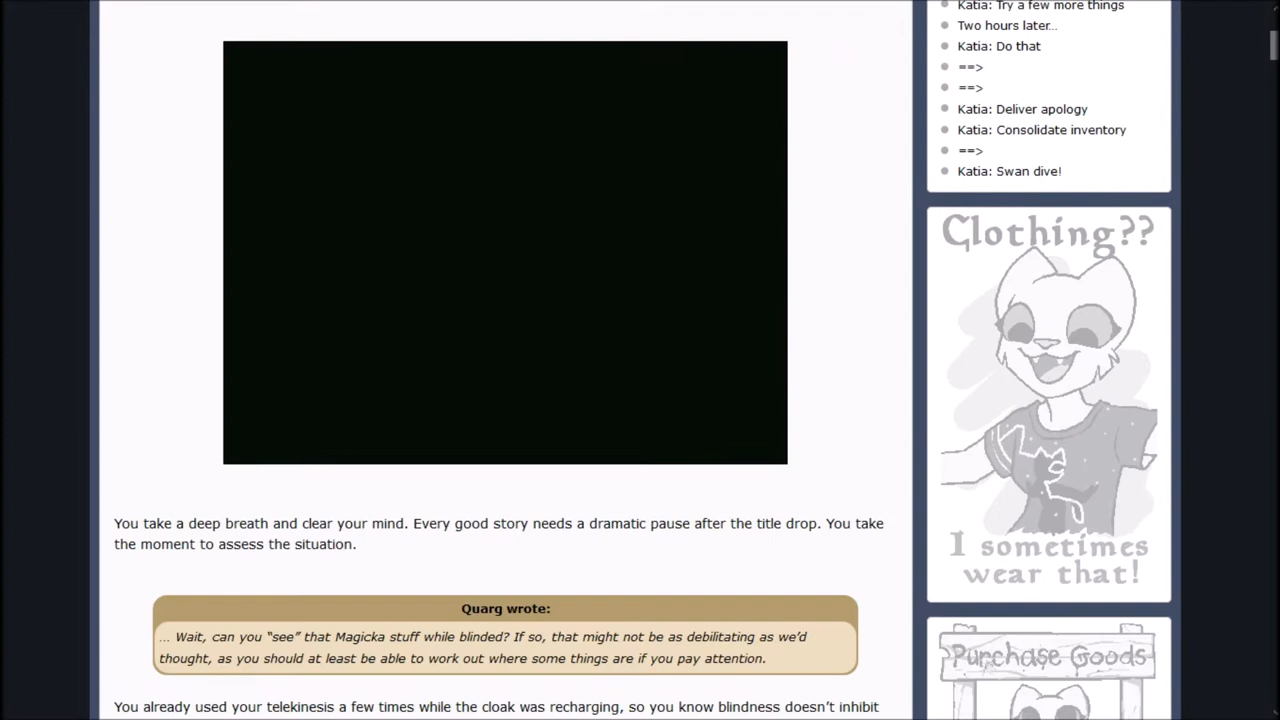 Katia: Try a few more things
Two hours later…
Katia: Do that
==>
==>
Katia: Deliver apology
Katia: Consolidate inventory
==>
Katia: Swan dive!
Clothing??
I sometimes
wear that!
Purchase Goods
You take a deep breath and clear your mind. Every good story needs a dramatic pause after the title drop. You take
the moment to assess the situation.
Quarg wrote:
… Wait, can you “see” that Magicka stuff while blinded? If so, that might not be as debilitating as we’d
thought, as you should at least be able to work out where some things are if you pay attention.
You already used your telekinesis a few times while the cloak was recharging, so you know blindness doesn’t inhibit